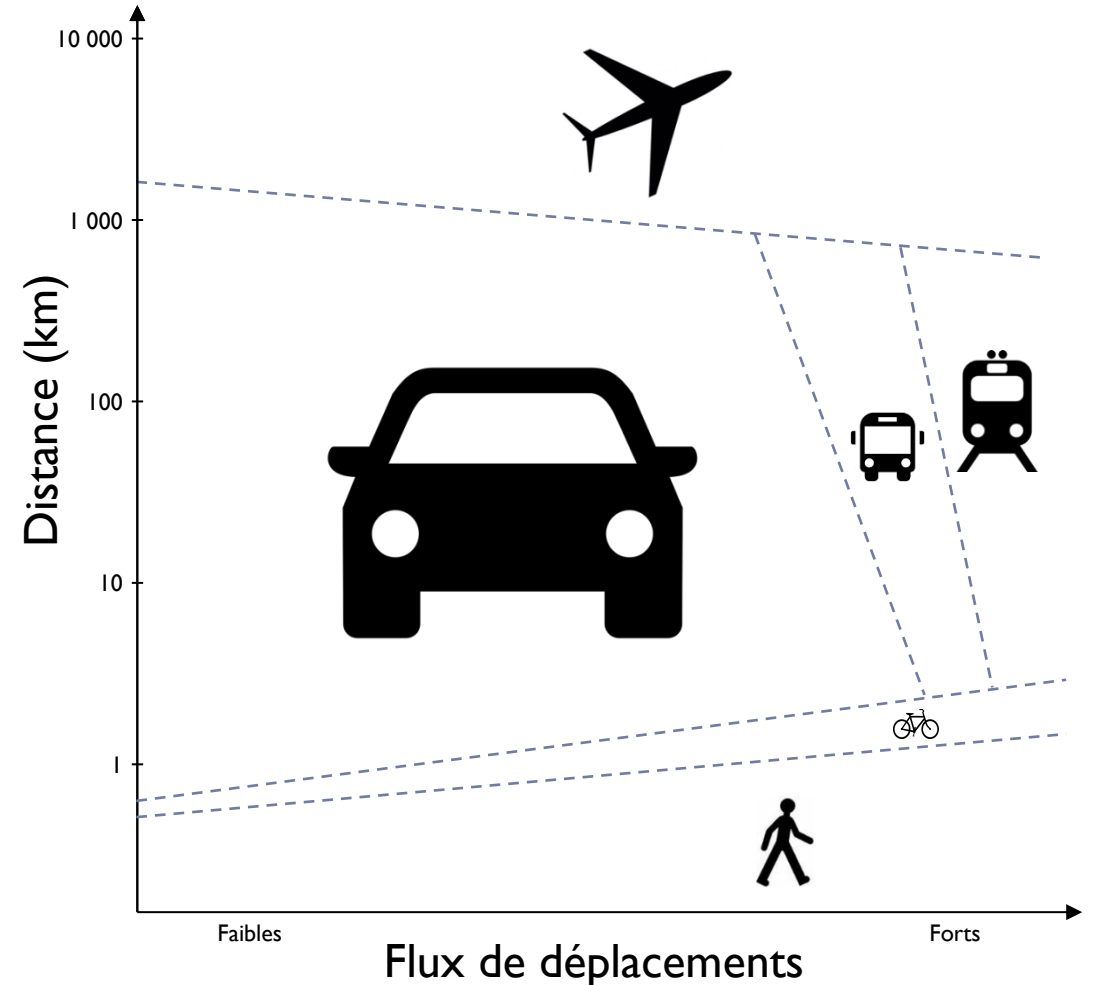 10 000
1 000
100
10
1
Distance (km)
Faibles
Forts
Flux de déplacements